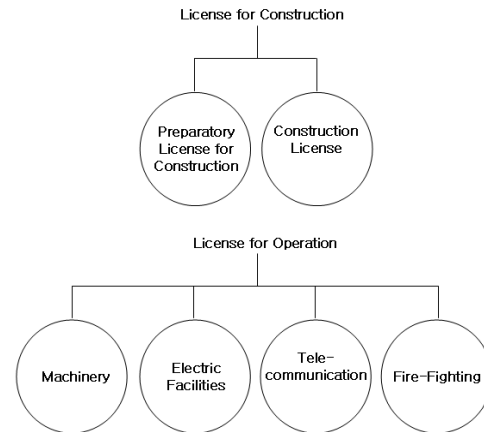 License for Construction
Preparatory
License for
Construction
Construction
License
License for Operation
Machinery
Electric
Facilities
Tele-
communication
Fire-Fighting